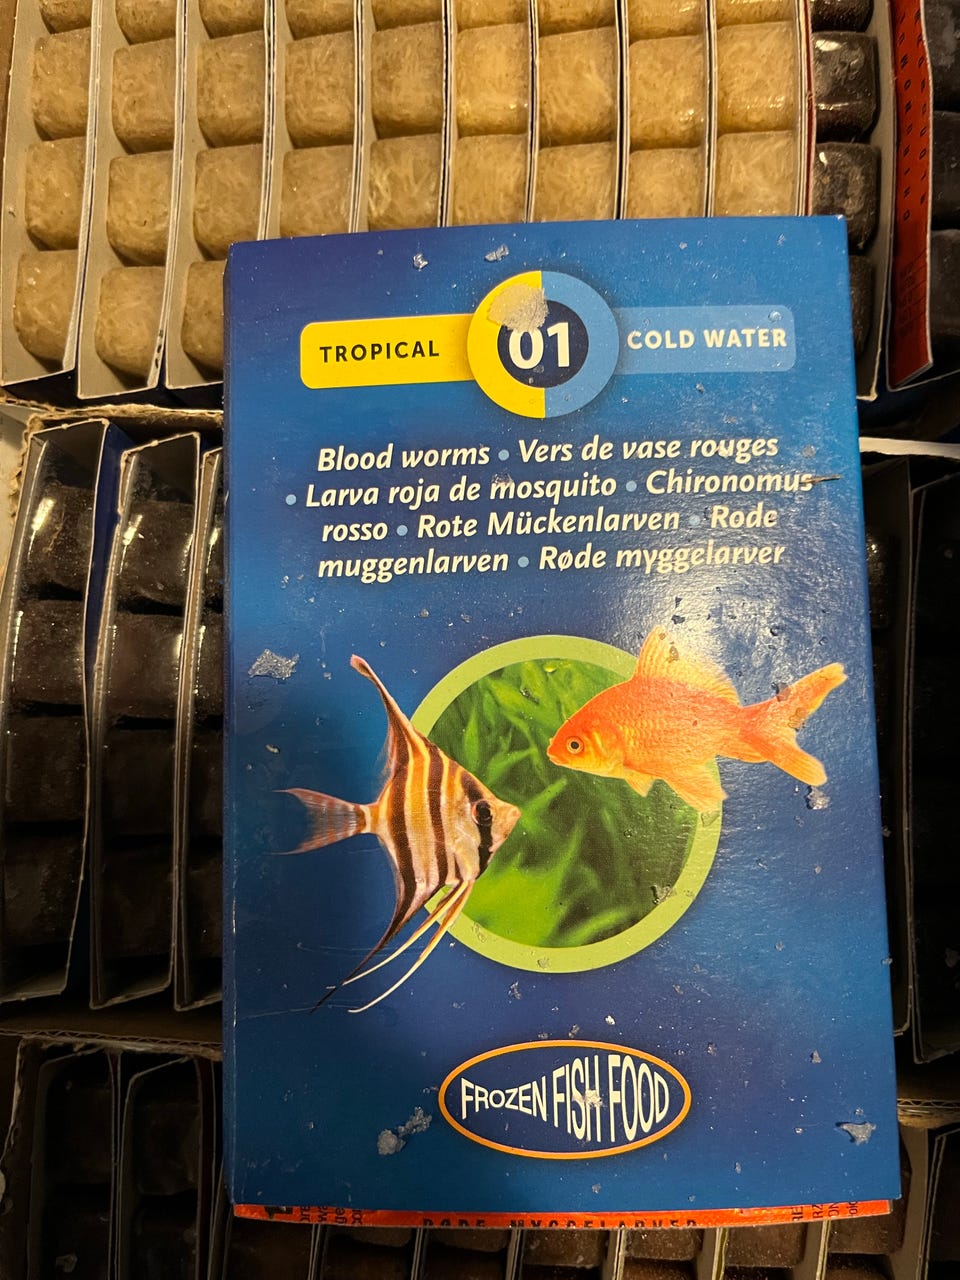 TROPICAL
01
COLD WATER
Blood worms • Vers de vase rouges
• Larva roja de mosquito • Chironomus
rosso • Rote Mückenlarven • Rode
muggenlarven • Røde myggelarver
FROZEN FISH FOOD